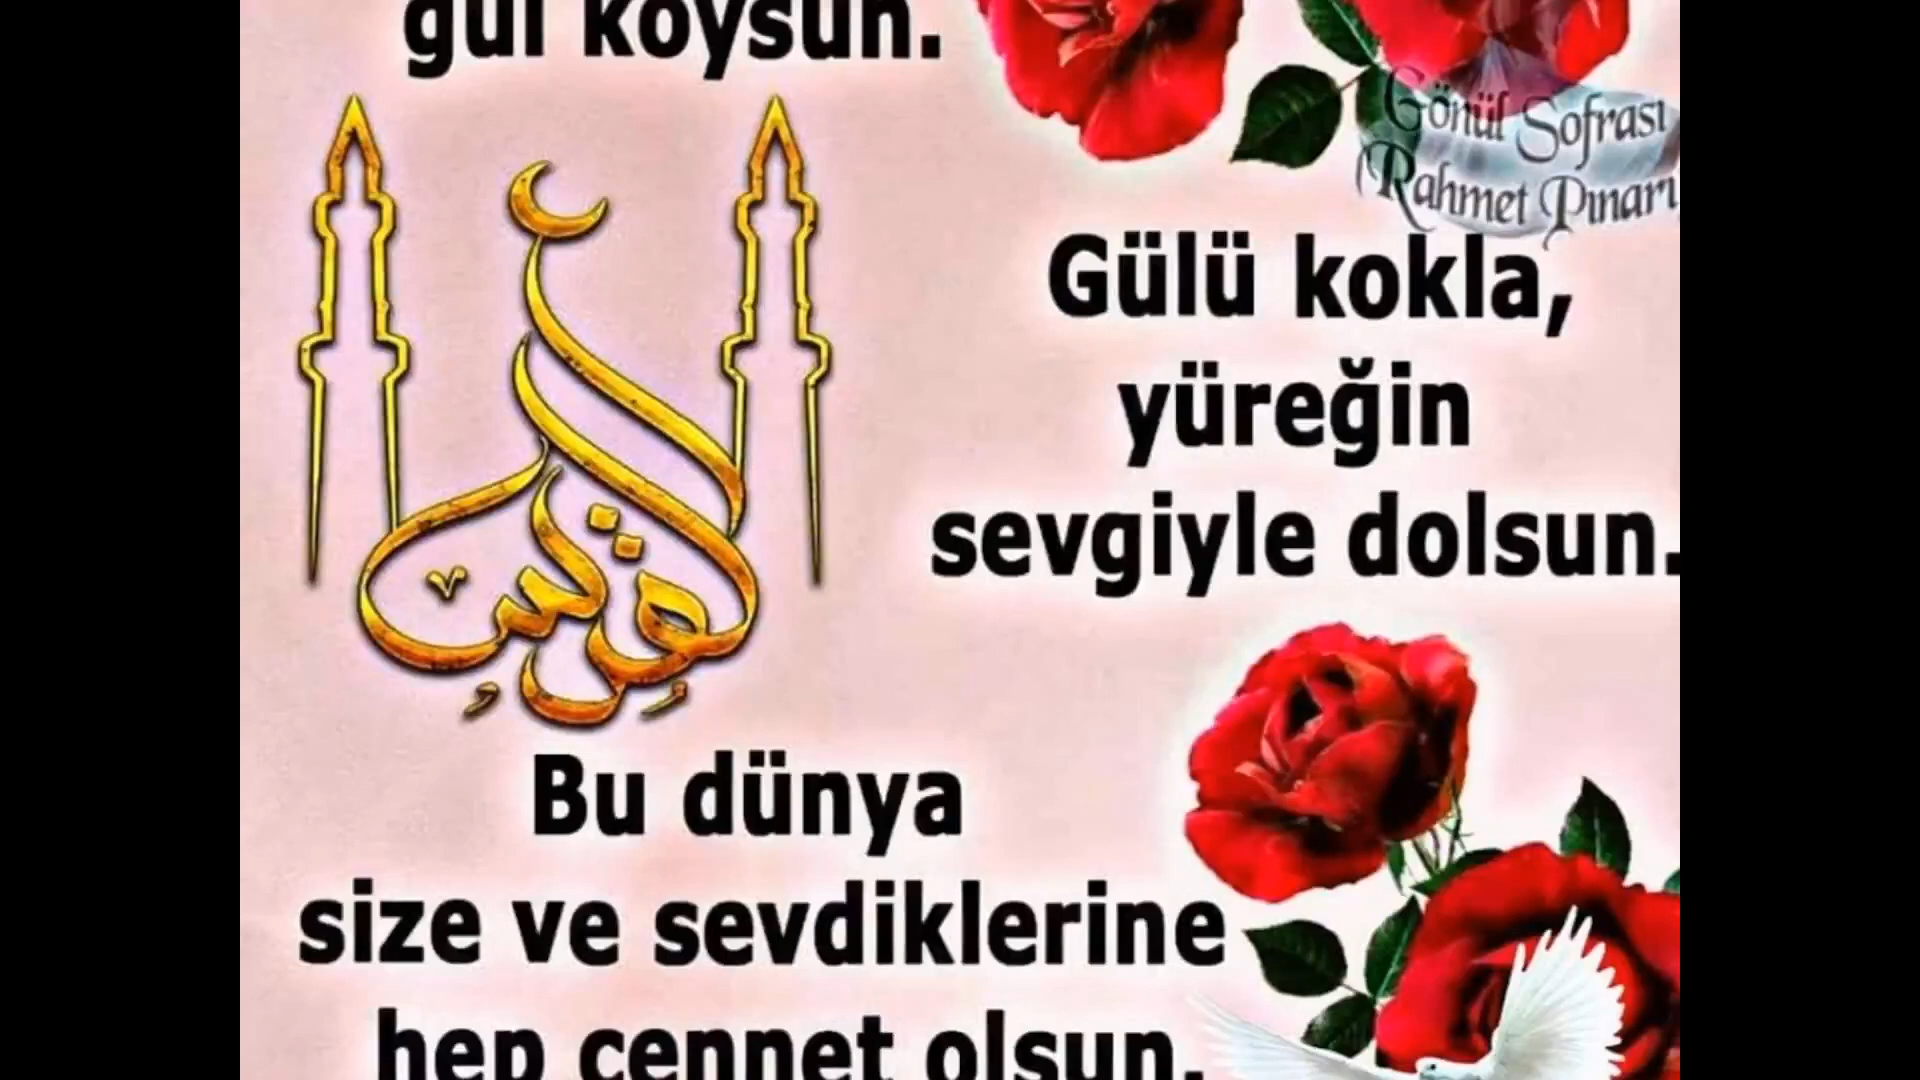 gül koysun.
Gönül Sofrası
Rahmet Pınarı
Gülü kokla,
yüreğin
sevgiyle dolsun.
القدس
Bu dünya
size ve sevdiklerine
hep cennet olsun.